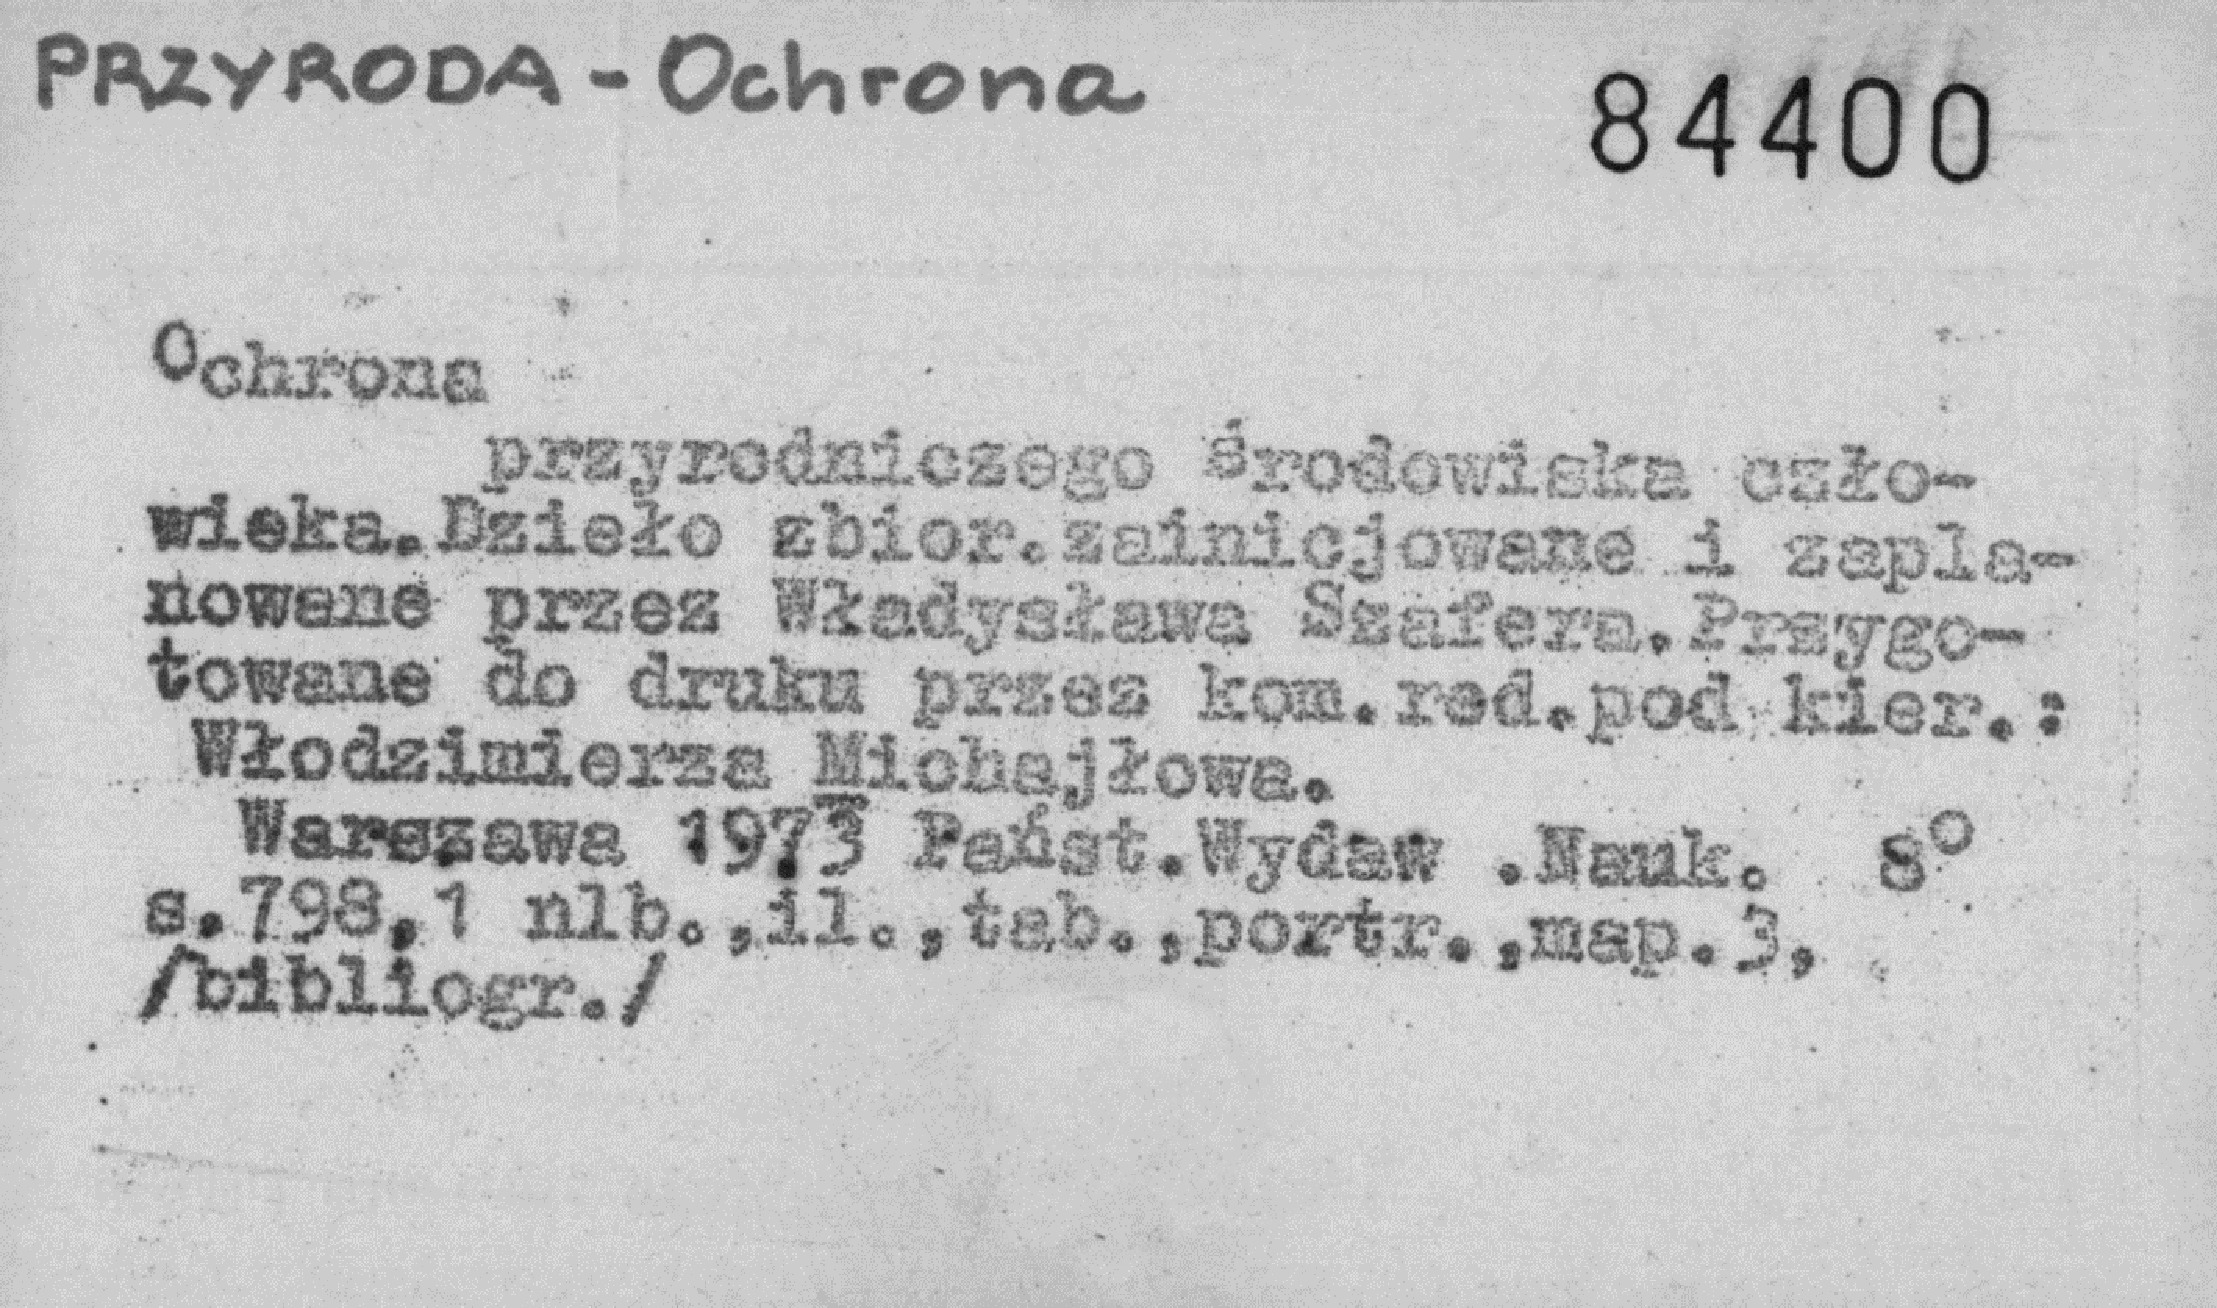 PRZYRODA - Ochrona
84400
Ochrona
przyrodniczego środowiska czło-
wieka.Dzieło zbior.zainicjowane i zapla-
nowane przez Władysława Szafera.Przygo-
towane do druku przez kom.red.pod kier.:
Włodzimierza Michajłowa.
Warszawa 1973 Państ.Wydaw .Nauk. 8°
s.798,1 nlb.,il.,tab.,portr.,map.3,
/bibliogr./